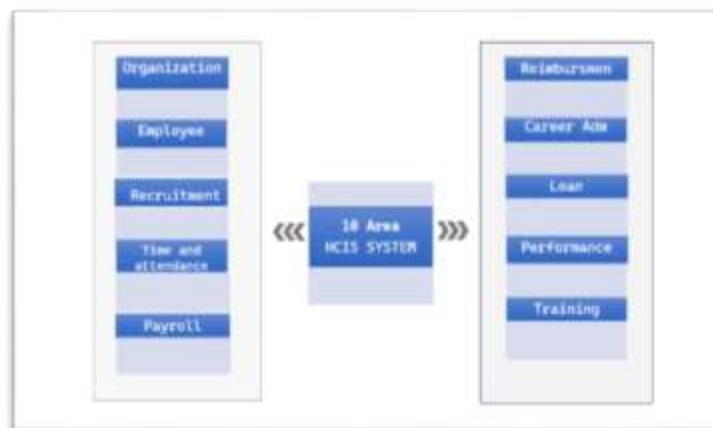 Organization
Employee
Recruitment
Time and
attendance
Payroll
10 Area
HCIS SYSTEM
Reimbursmen
Career Adm
Loan
Performance
Training